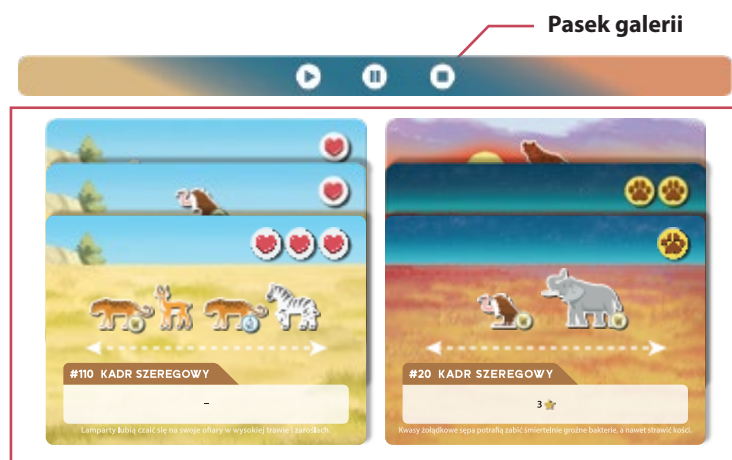 Pasek galerii
#110 KADR SZEREGOWY
–
Lamparty lubią czaić się na swoje ofiary w wysokiej trawie i zaroślach.
#20 KADR SZEREGOWY
3
Kwasy żołądkowe sępa potrafią zabić śmiertelnie groźne bakterie, a nawet strawić kości.